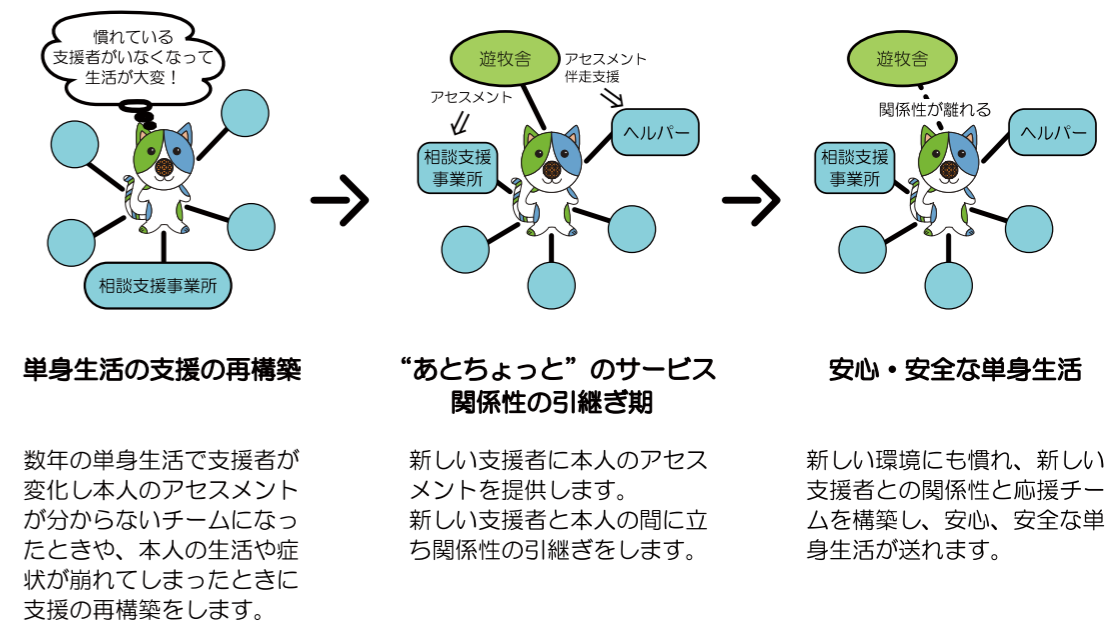 慣れている
支援者がいなくなって
生活が大変！
相談支援事業所
単身生活の支援の再構築
数年の単身生活で支援者が
変化し本人のアセスメント
が分からないチームになっ
たときや、本人の生活や症
状が崩れてしまったときに
支援の再構築をします。
遊牧舎
アセスメント
伴走支援
アセスメント
ヘルパー
相談支援
事業所
“あとちょっと”のサービス
関係性の引継ぎ期
新しい支援者に本人のアセス
メントを提供します。
新しい支援者と本人の間に立
ち関係性の引継ぎをします。
遊牧舎
関係性が離れる
ヘルパー
相談支援
事業所
安心・安全な単身生活
新しい環境にも慣れ、新しい
支援者との関係性と応援チー
ムを構築し、安心、安全な単
身生活が送れます。